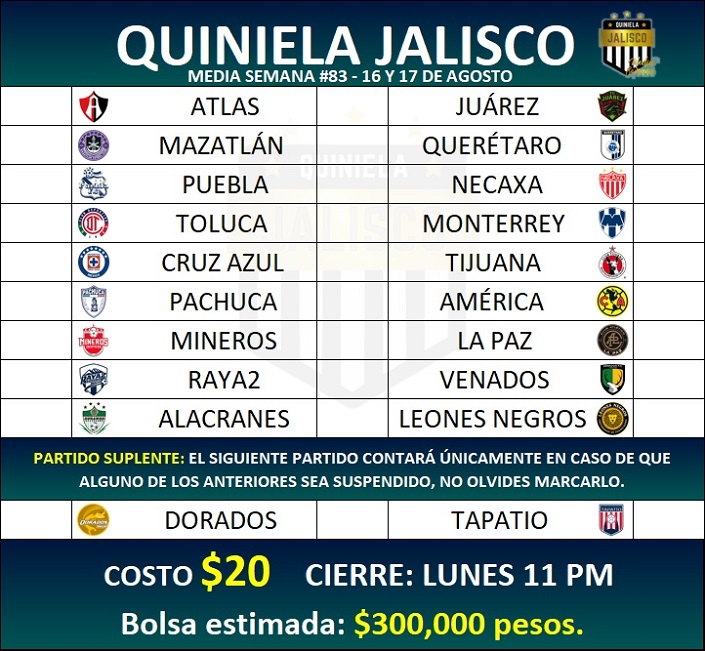 QUINIELA JALISCO
MEDIA SEMANA #83 - 16 Y 17 DE AGOSTO
ATLAS JUÁREZ
MAZATLÁN QUERÉTARO
PUEBLA NECAXA
TOLUCA MONTERREY
CRUZ AZUL TIJUANA
PACHUCA AMÉRICA
MINEROS LA PAZ
RAYA2 VENADOS
ALACRANES LEONES NEGROS
PARTIDO SUPLENTE: EL SIGUIENTE PARTIDO CONTARÁ ÚNICAMENTE EN CASO DE QUE
ALGUNO DE LOS ANTERIORES SEA SUSPENDIDO, NO OLVIDES MARCARLO.
DORADOS TAPATIO
COSTO $20 CIERRE: LUNES 11 PM
Bolsa estimada: $300,000 pesos.
QUINIELA
JALISCO